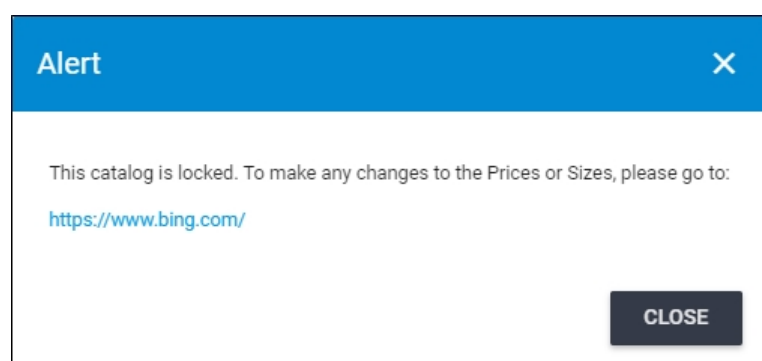 Alert
This catalog is locked. To make any changes to the Prices or Sizes, please go to:
https://www.bing.com/
CLOSE